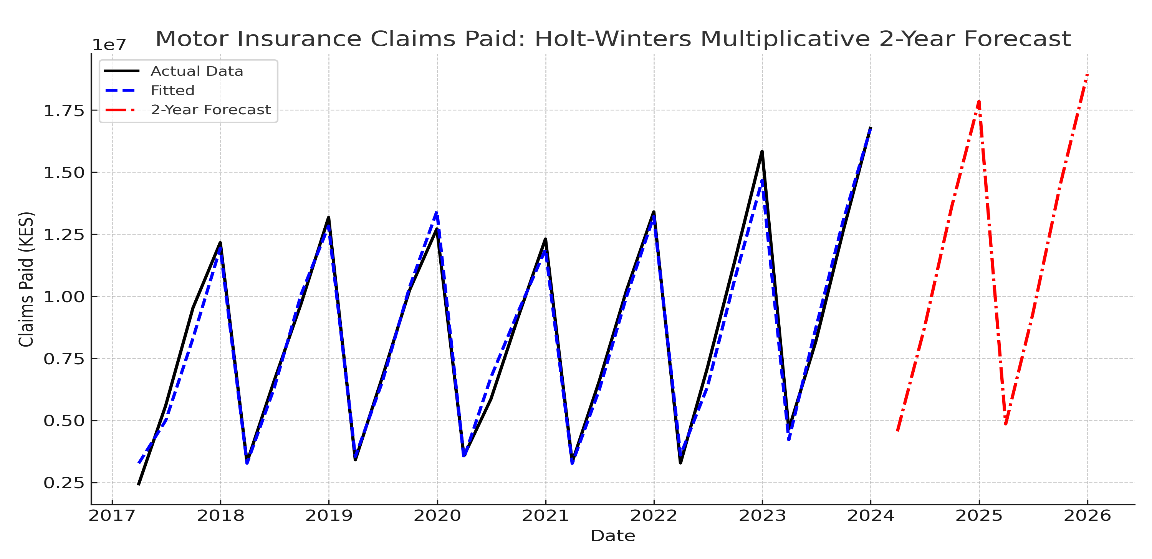 Motor Insurance Claims Paid: Holt-Winters Multiplicative 2-Year Forecast
1e7
Actual Data
Fitted
2-Year Forecast
1.75
1.50
1.25
1.00
0.75
0.50
0.25
Claims Paid (KES)
2017 2018 2019 2020 2021 2022 2023 2024 2025 2026
Date